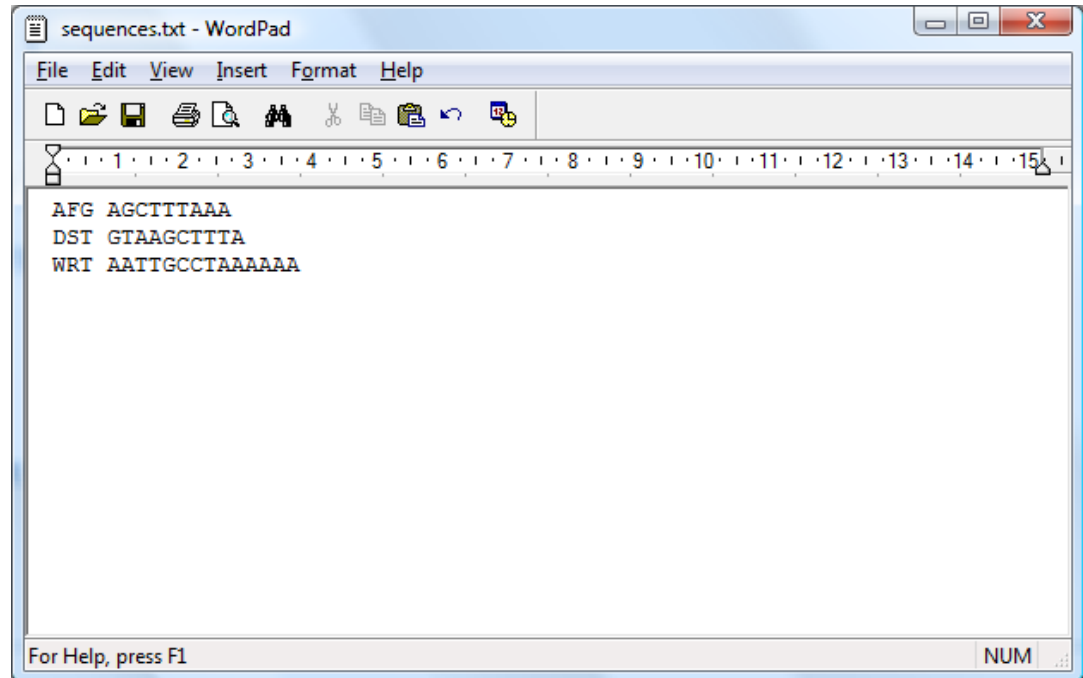 sequences.txt - WordPad
File Edit View Insert Format Help
1 2 3 4 5 6 7 8 9 10 11 12 13 14 15
AFG AGCTTTAAA
DST GTAAGCTTTA
WRT AATTGCCTAAAAAA
For Help, press F1 NUM